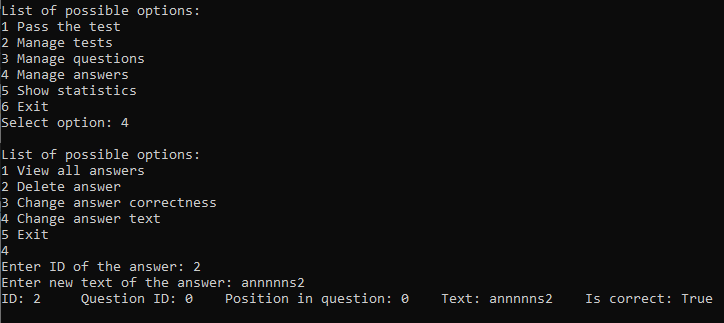 List of possible options:
1 Pass the test
2 Manage tests
3 Manage questions
4 Manage answers
5 Show statistics
6 Exit
Select option: 4
List of possible options:
1 View all answers
2 Delete answer
3 Change answer correctness
4 Change answer text
5 Exit
4
Enter ID of the answer: 2
Enter new text of the answer: annnnns2
ID: 2     Question ID: 0    Position in question: 0    Text: annnnns2    Is correct: True